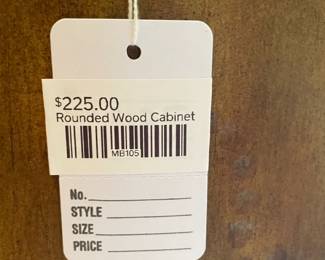 $225.00
Rounded Wood Cabinet
MB105
No.
STYLE
SIZE
PRICE